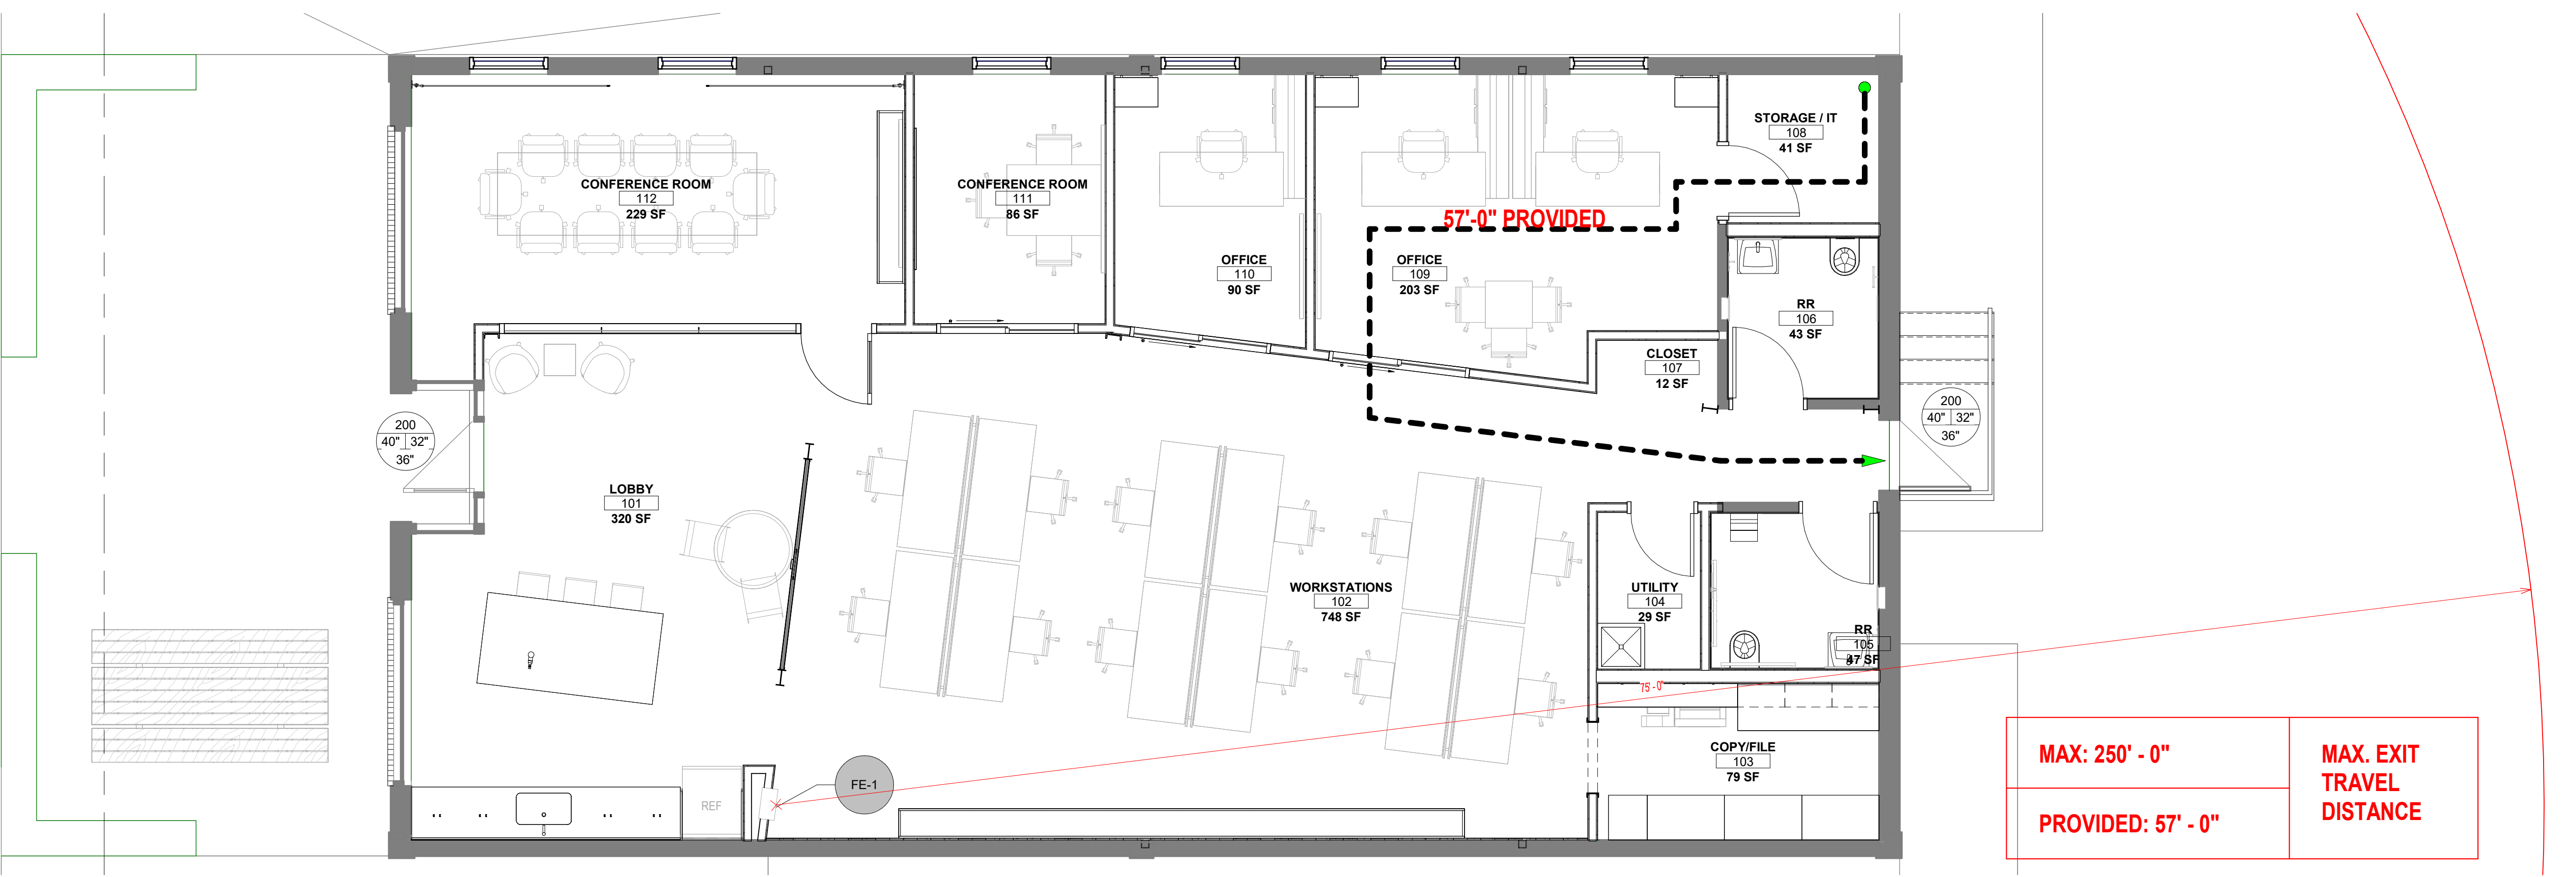 STORAGE / IT
108
41 SF
CONFERENCE ROOM
112
229 SF
CONFERENCE ROOM
111
86 SF
57'-0" PROVIDED
OFFICE
110
90 SF
OFFICE
109
203 SF
RR
106
43 SF
CLOSET
107
12 SF
200
40" 32"
36"
200
40" 32"
36"
LOBBY
101
320 SF
WORKSTATIONS
102
748 SF
UTILITY
104
29 SF
RR
105
47 SF
75' - 0"
COPY/FILE
103
79 SF
FE-1
REF
MAX: 250' - 0"
PROVIDED: 57' - 0"
MAX. EXIT
TRAVEL
DISTANCE